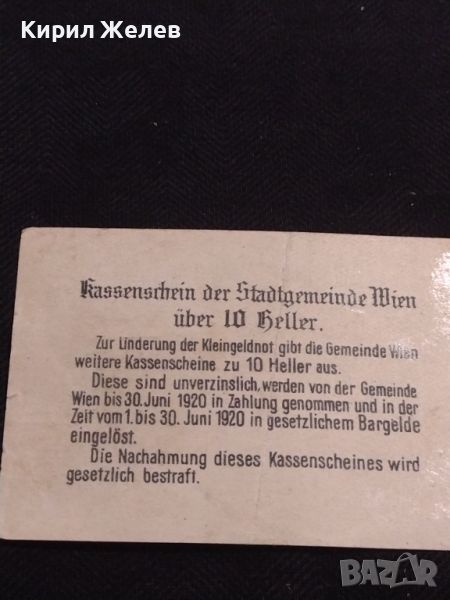 Кирил Желев
Kassenschein der Stadtgemeinde Wien
über 10 Heller.
Zur Linderung der Kleingeldnot gibt die Gemeinde Wien
weitere Kassenscheine zu 10 Heller aus.
Diese sind unverzinslich, werden von der Gemeinde
Wien bis 30. Juni 1920 in Zahlung genommen und in der
Zeit vom 1. bis 30. Juni 1920 in gesetzlichem Bargelde
eingelöst.
Die Nachahmung dieses Kassenscheines wird
gesetzlich bestraft.
BAZAR